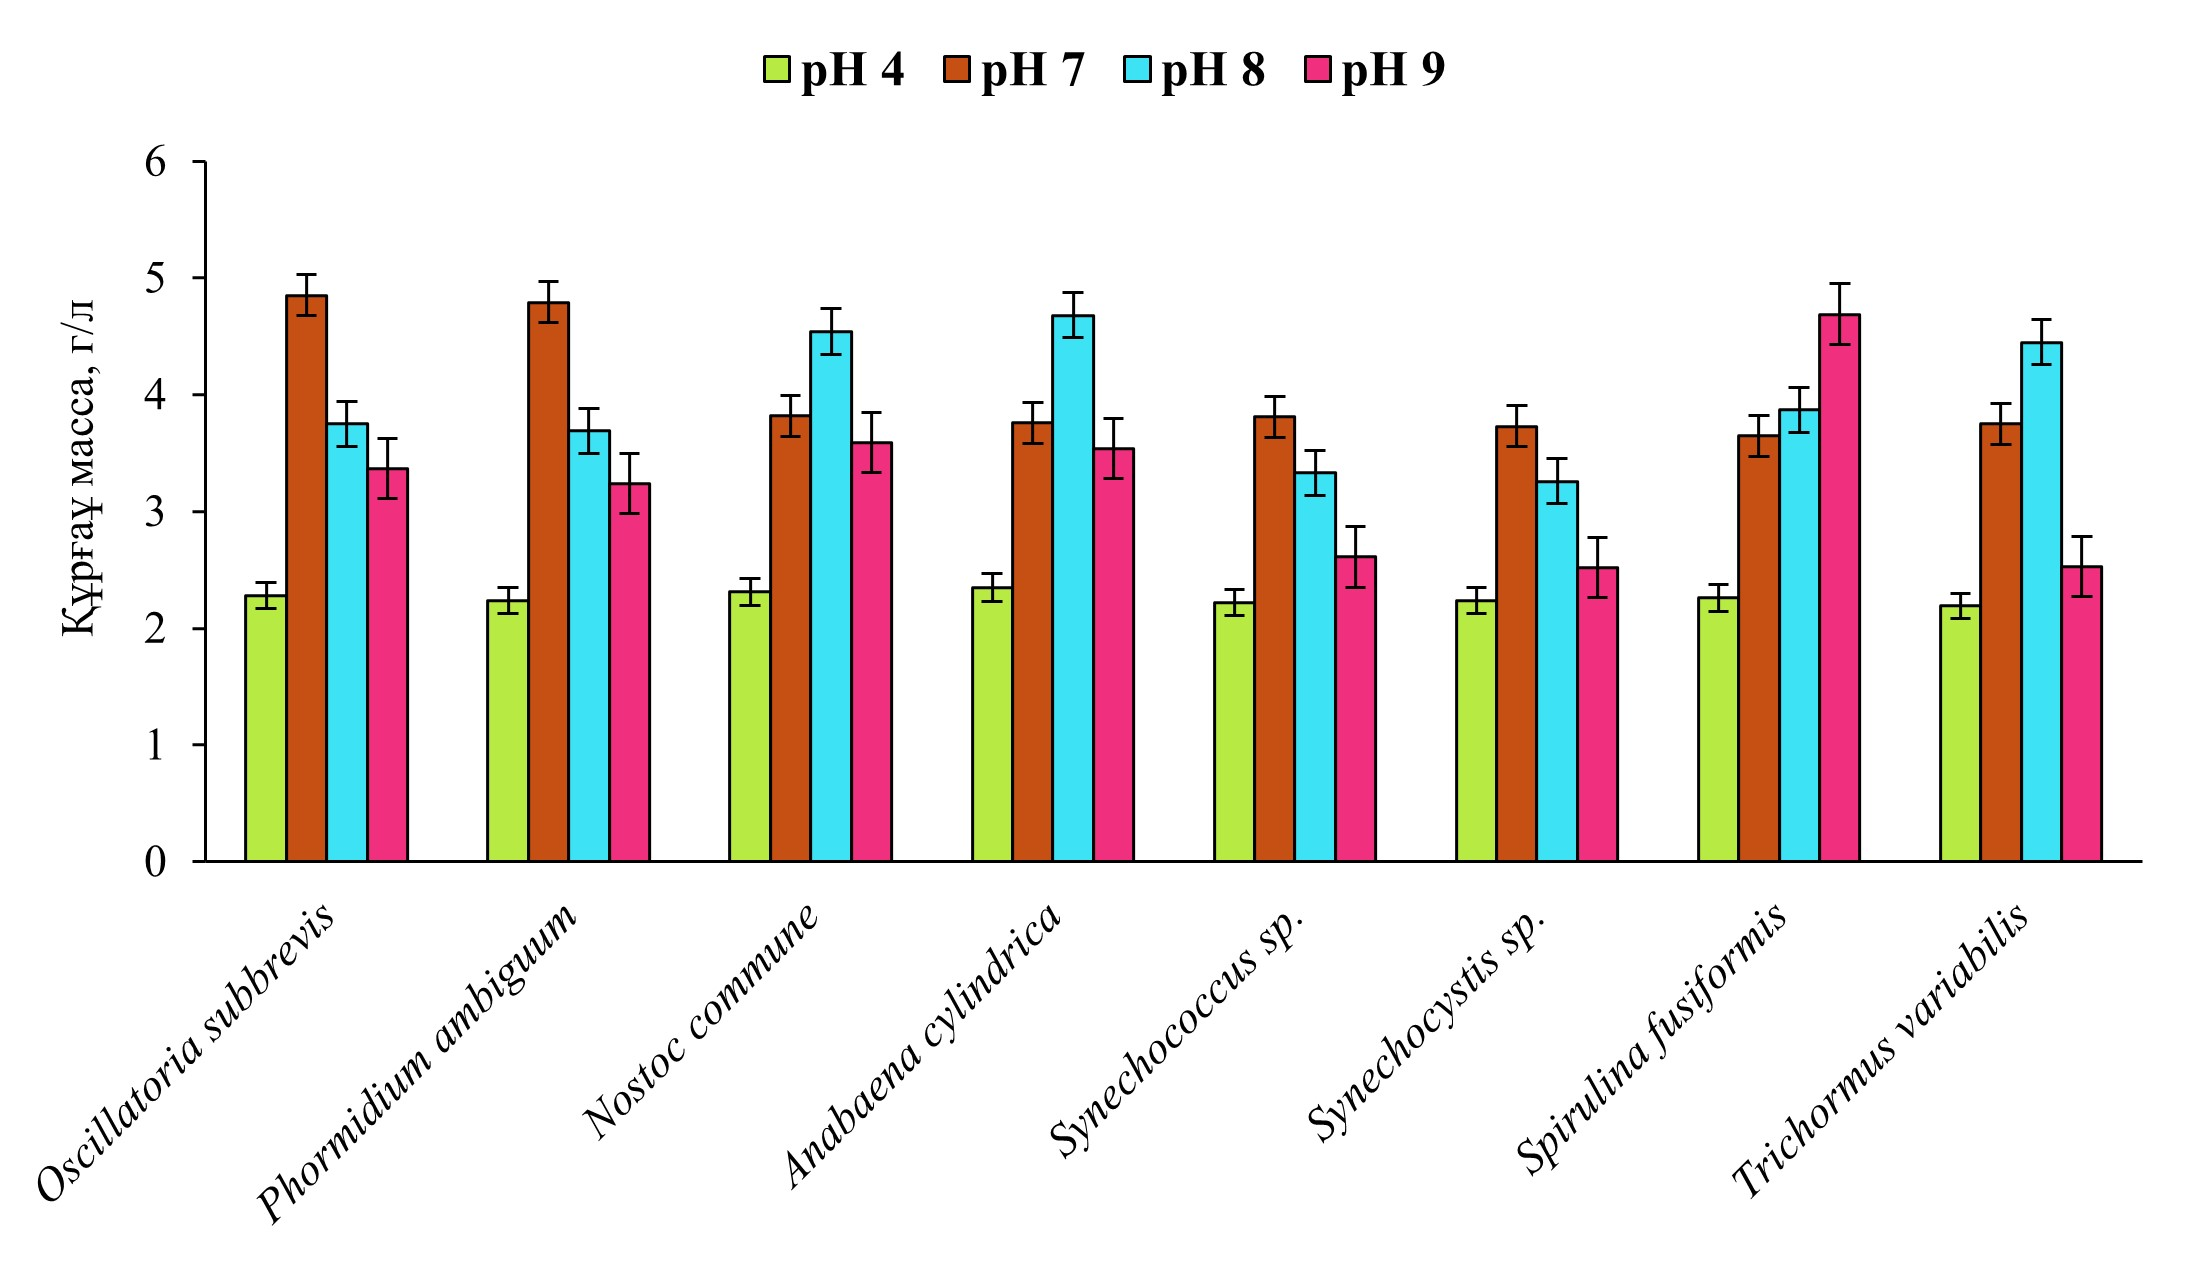 pH 4 pH 7 pH 8 pH 9
6
5
4
3
2
1
0
Құрғаұ масса, г/л
Oscillatoria subbrevis
Phormidium ambiguum
Nostoc commune
Anabaena cylindrica
Synechococcus sp.
Synechocystis sp.
Spirulina fusiformis
Trichormus variabilis